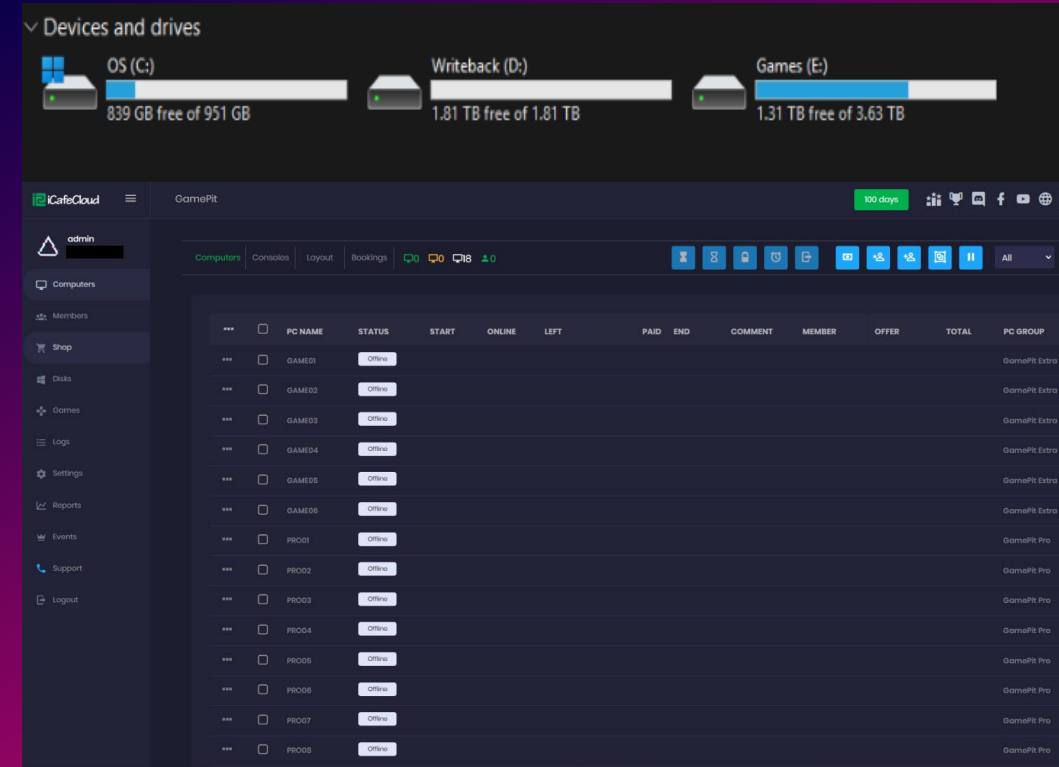 Devices and drives
OS (C:) Writeback (D:) Games (E:)
839 GB free of 951 GB 1.81 TB free of 1.81 TB 1.31 TB free of 3.63 TB
iCafeCloud GamePit 100 days
admin
Computers Consoles Layout Bookings 0 0 18 0 All
Computers
Members
Shop
Disks
Games
Logs
Settings
Reports
Events
Support
Logout
PC NAME STATUS START ONLINE LEFT PAID END COMMENT MEMBER OFFER TOTAL PC GROUP
GAME01 Offline GamePit Extra
GAME02 Offline GamePit Extra
GAME03 Offline GamePit Extra
GAME04 Offline GamePit Extra
GAME05 Offline GamePit Extra
GAME06 Offline GamePit Extra
PRO01 Offline GamePit Pro
PRO02 Offline GamePit Pro
PRO03 Offline GamePit Pro
PRO04 Offline GamePit Pro
PRO05 Offline GamePit Pro
PRO06 Offline GamePit Pro
PRO07 Offline GamePit Pro
PRO08 Offline GamePit Pro